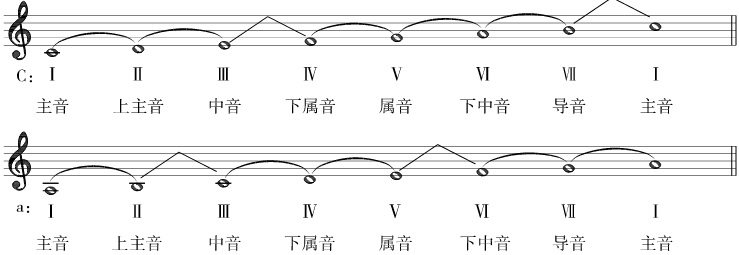 C: Ⅰ Ⅱ Ⅲ Ⅳ Ⅴ Ⅵ Ⅶ Ⅰ
主音 上主音 中音 下属音 属音 下中音 导音 主音
a: Ⅰ Ⅱ Ⅲ Ⅳ Ⅴ Ⅵ Ⅶ Ⅰ
主音 上主音 中音 下属音 属音 下中音 导音 主音